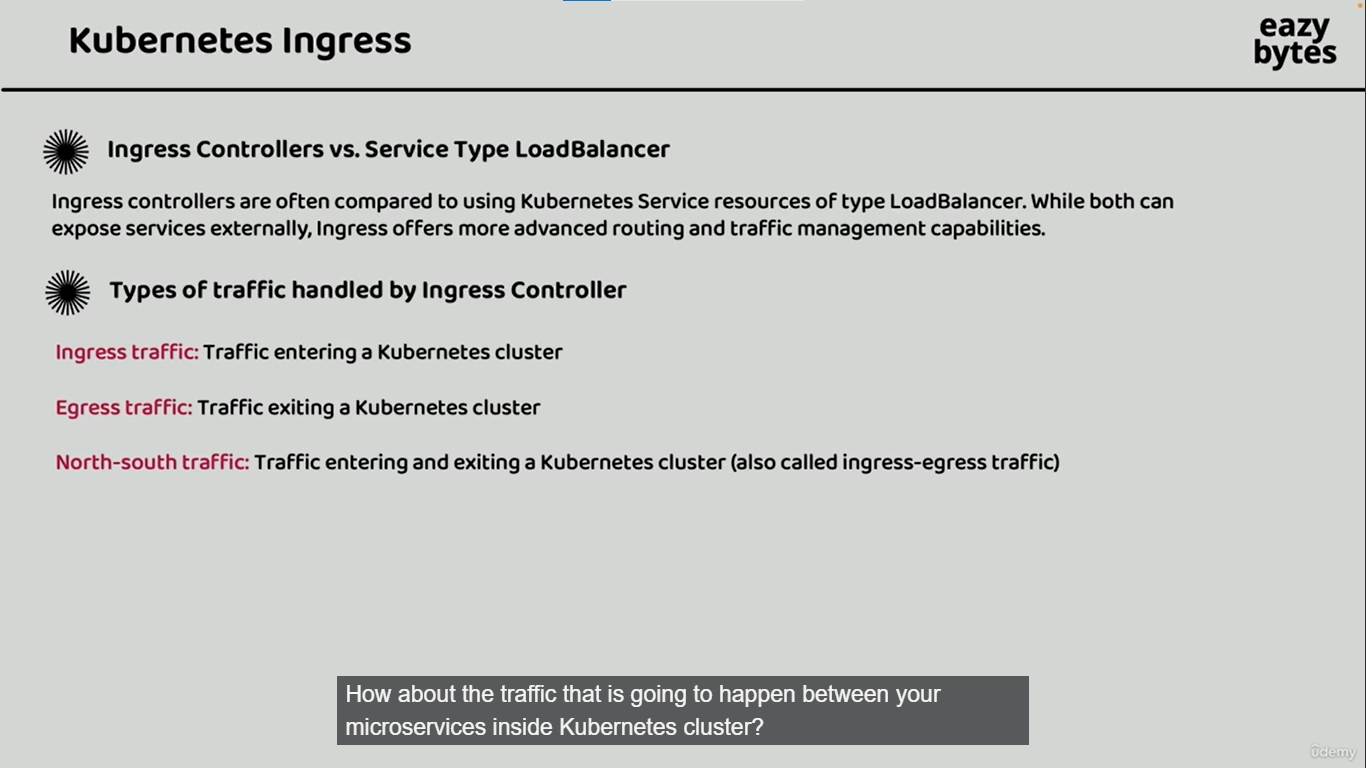 Kubernetes Ingress
eazy
bytes
Ingress Controllers vs. Service Type LoadBalancer
Ingress controllers are often compared to using Kubernetes Service resources of type LoadBalancer. While both can
expose services externally, Ingress offers more advanced routing and traffic management capabilities.
Types of traffic handled by Ingress Controller
Ingress traffic: Traffic entering a Kubernetes cluster
Egress traffic: Traffic exiting a Kubernetes cluster
North-south traffic: Traffic entering and exiting a Kubernetes cluster (also called ingress-egress traffic)
How about the traffic that is going to happen between your
microservices inside Kubernetes cluster?
ûdemy